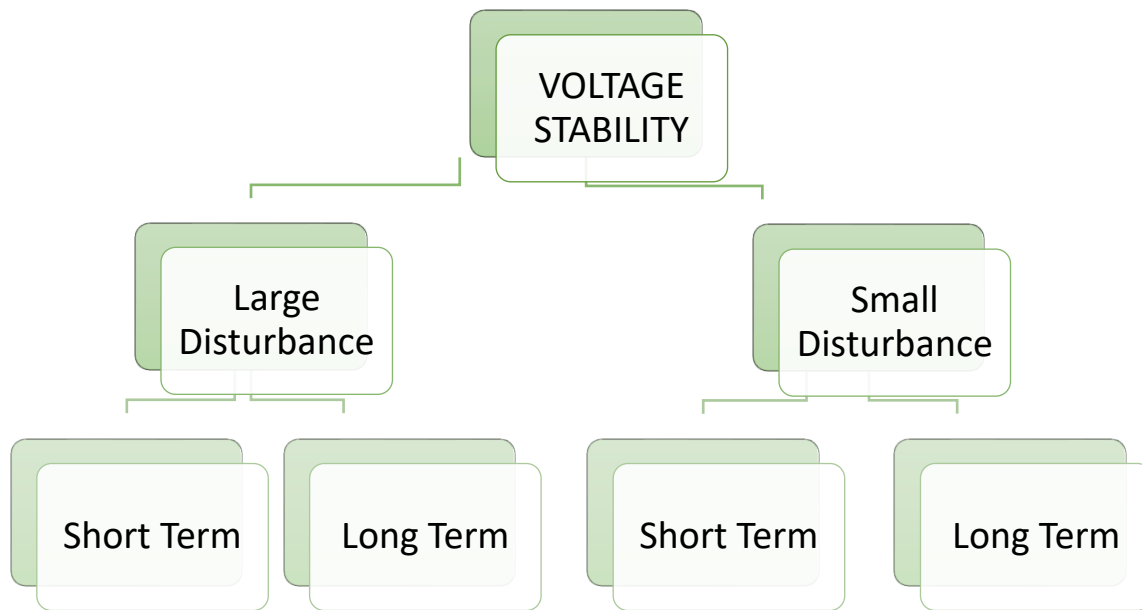 VOLTAGE
STABILITY
Large
Disturbance
Small
Disturbance
Short Term
Long Term
Short Term
Long Term